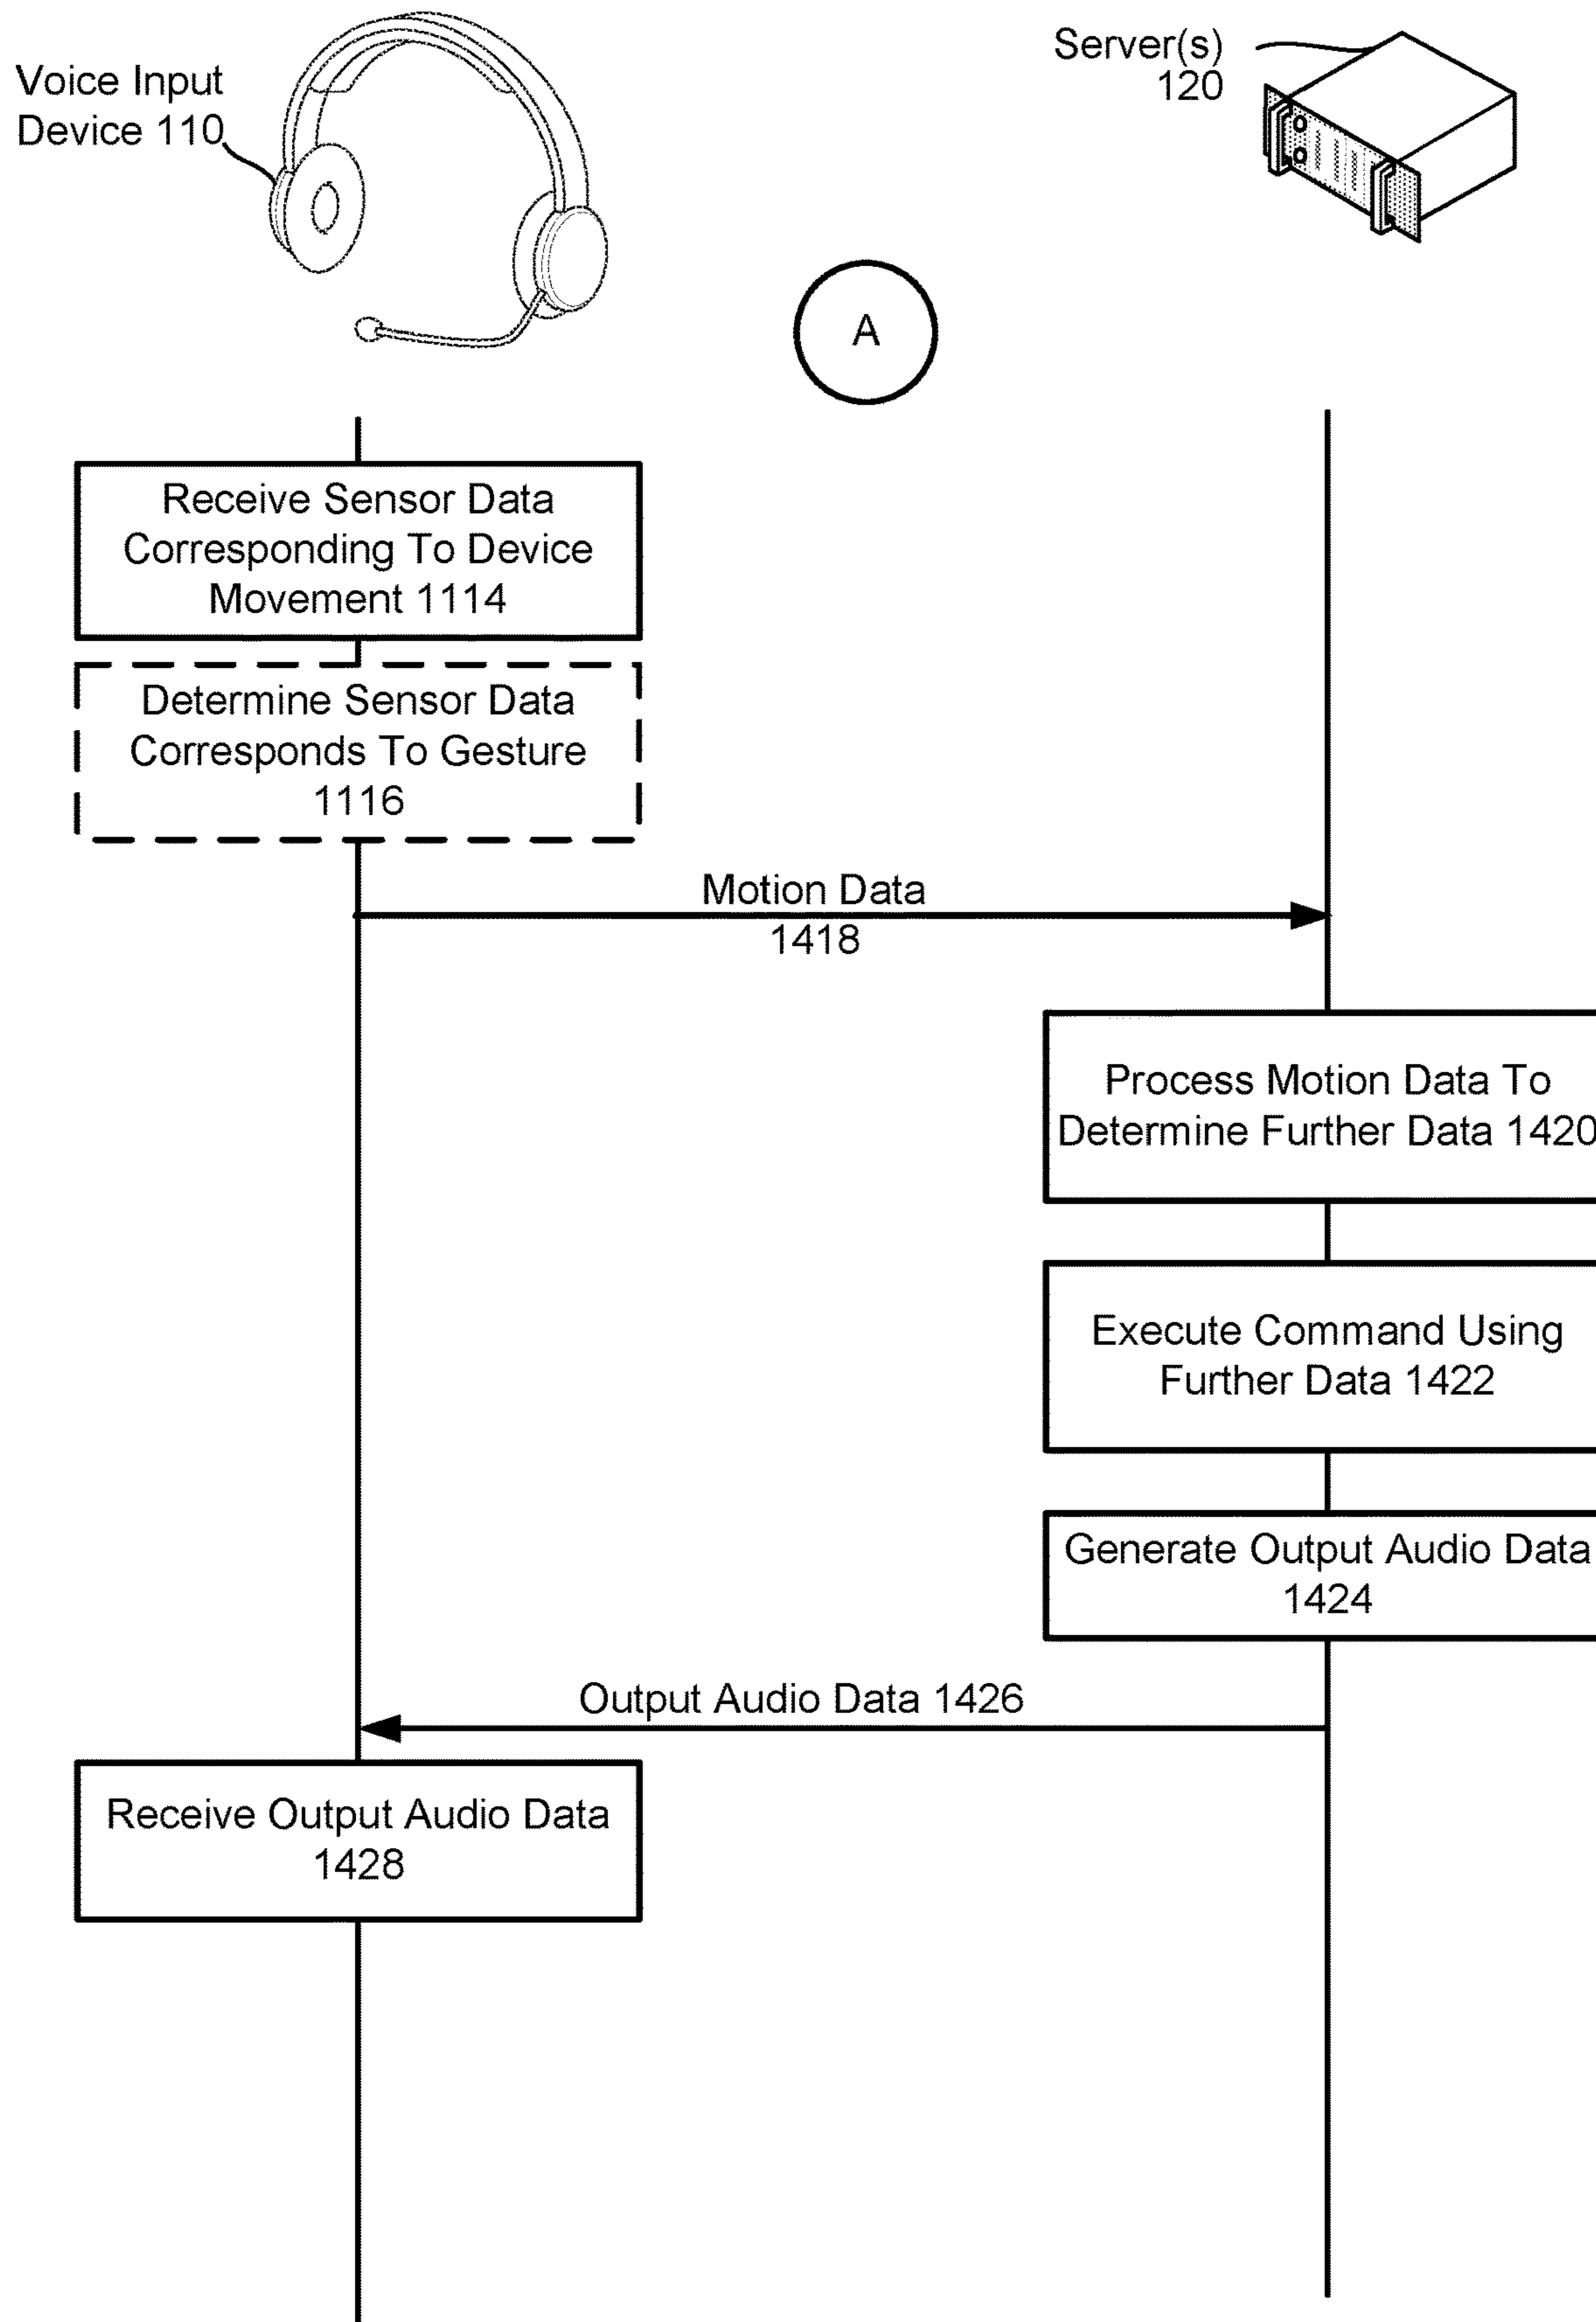 Voice Input
Device 110
Server(s)
120
A
Receive Sensor Data
Corresponding To Device
Movement 1114
Determine Sensor Data
Corresponds To Gesture
1116
Motion Data
1418
Process Motion Data To
Determine Further Data 1420
Execute Command Using
Further Data 1422
Generate Output Audio Data
1424
Output Audio Data 1426
Receive Output Audio Data
1428